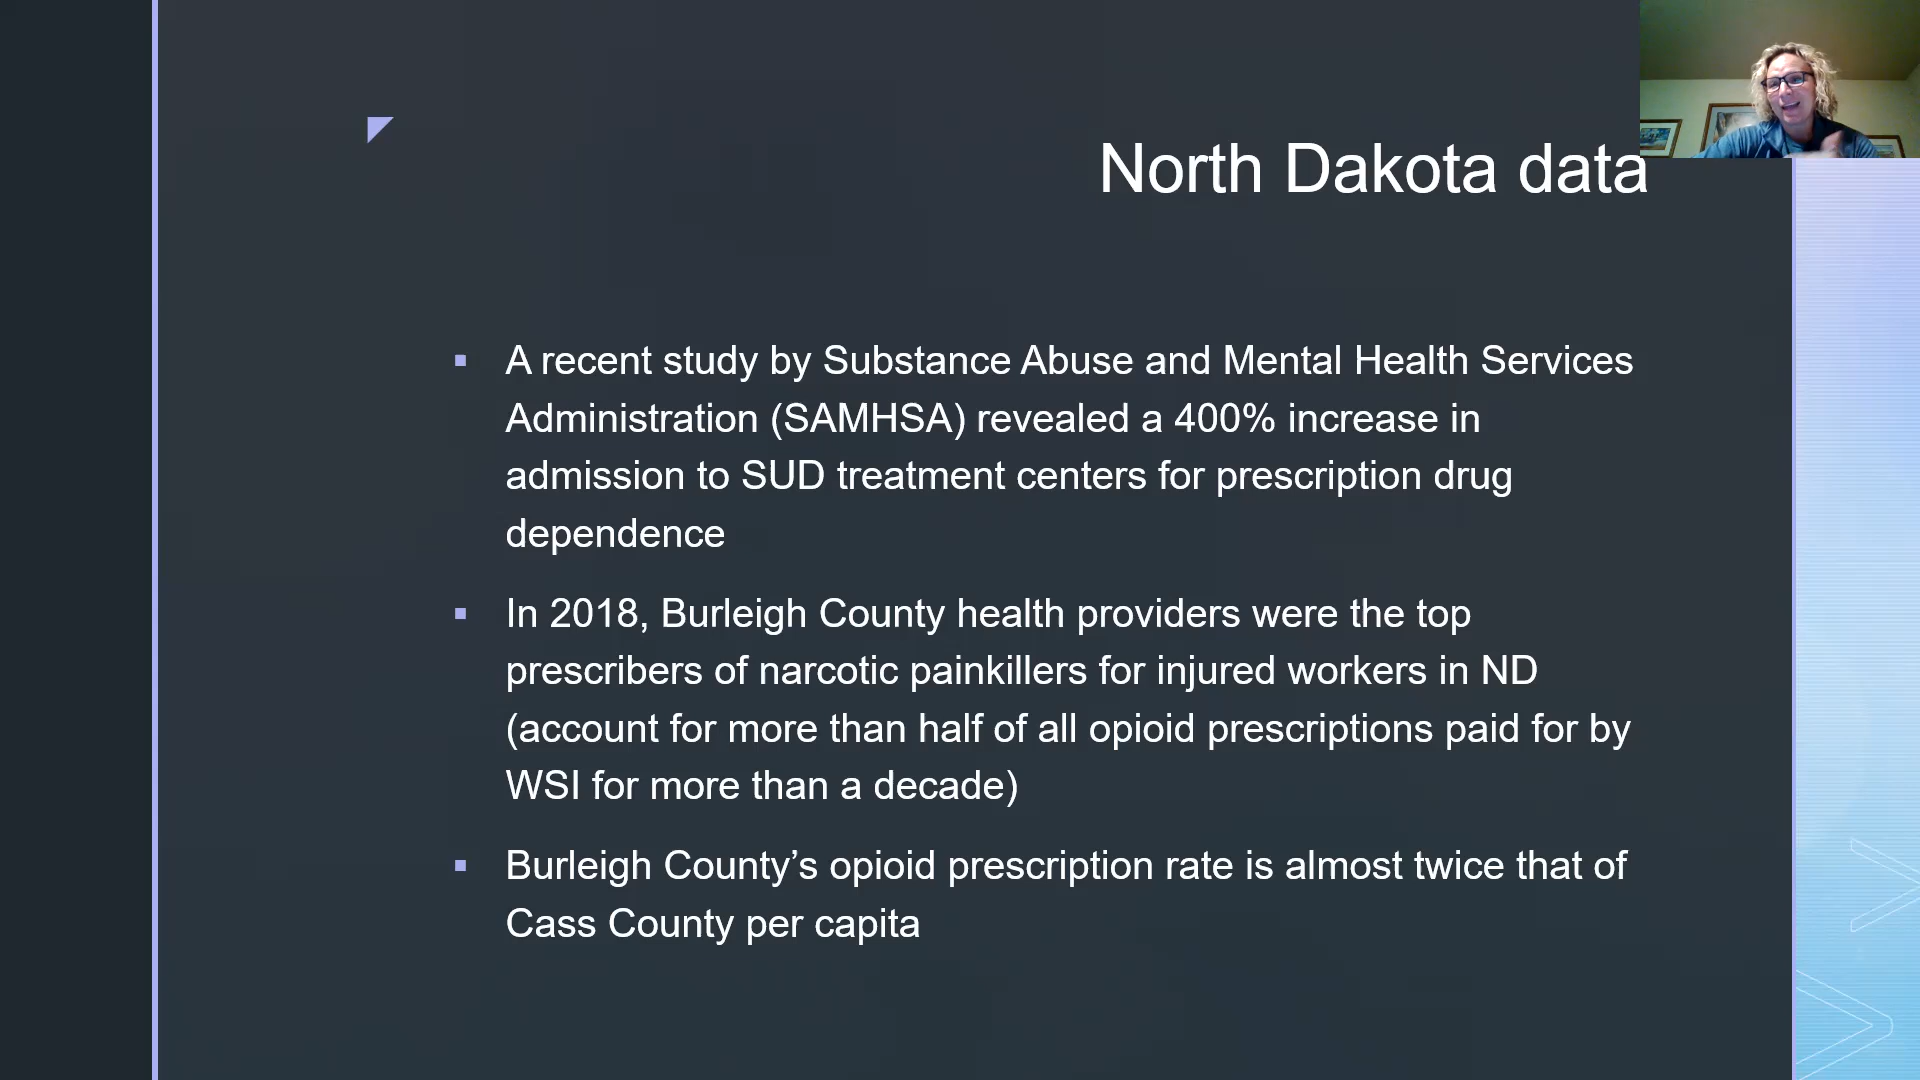 North Dakota data
A recent study by Substance Abuse and Mental Health Services
Administration (SAMHSA) revealed a 400% increase in
admission to SUD treatment centers for prescription drug
dependence
In 2018, Burleigh County health providers were the top
prescribers of narcotic painkillers for injured workers in ND
(account for more than half of all opioid prescriptions paid for by
WSI for more than a decade)
Burleigh County’s opioid prescription rate is almost twice that of
Cass County per capita